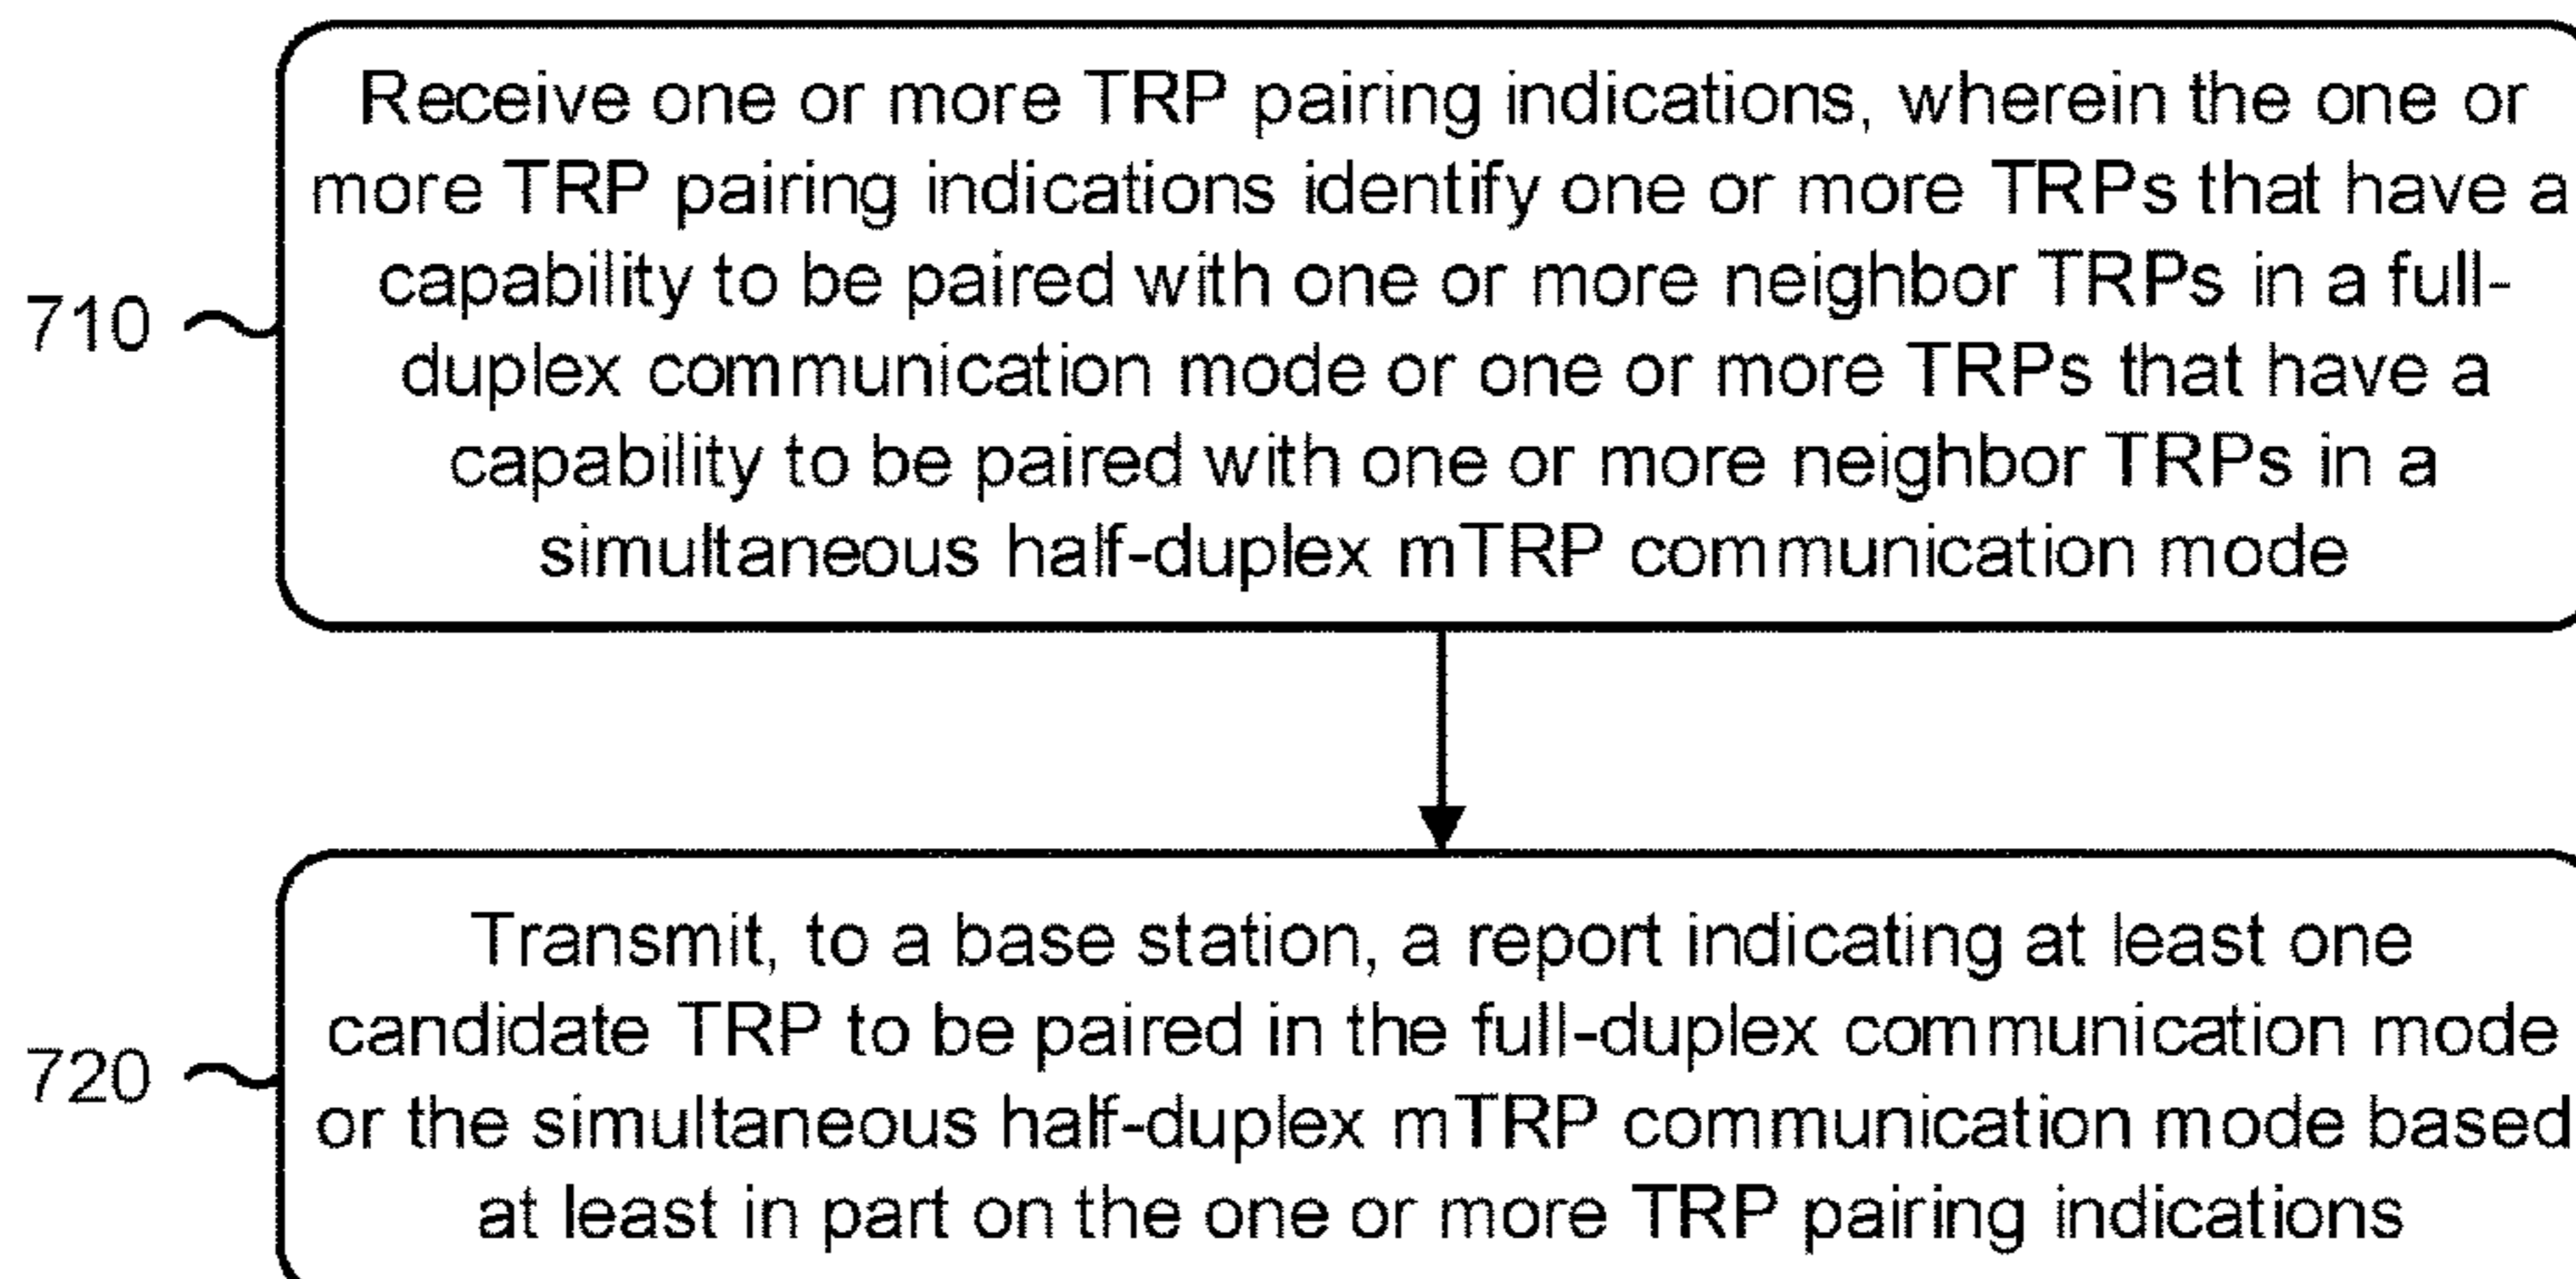 Receive one or more TRP pairing indications, wherein the one or
more TRP pairing indications identify one or more TRPs that have a
capability to be paired with one or more neighbor TRPs in a full-
duplex communication mode or one or more TRPs that have a
capability to be paired with one or more neighbor TRPs in a
simultaneous half-duplex mTRP communication mode
710
Transmit, to a base station, a report indicating at least one
candidate TRP to be paired in the full-duplex communication mode
or the simultaneous half-duplex mTRP communication mode based
at least in part on the one or more TRP pairing indications
720